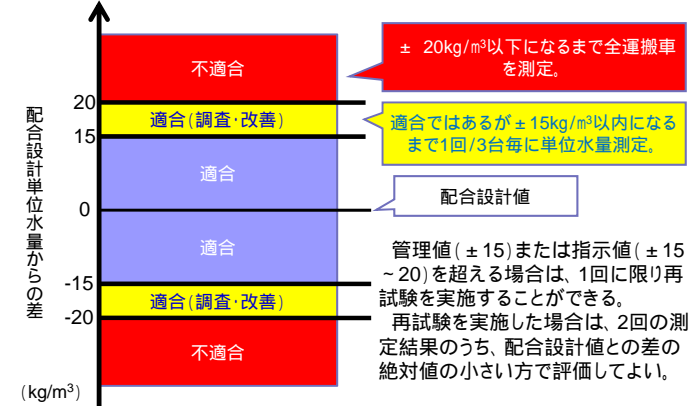 ± 20kg/m³以下になるまで全運搬車
を測定。
不適合
20
適合(調査・改善)
適合ではあるが±15kg/m³以内になる
まで1回/3台毎に単位水量測定。
15
適合
配合設計単位水量からの差
0
配合設計値
適合
管理値(±15)または指示値(±15
~20)を超える場合は、1回に限り再
試験を実施することができる。
再試験を実施した場合は、2回の測
定結果のうち、配合設計値との差の
絶対値の小さい方で評価してよい。
-15
適合(調査・改善)
-20
不適合
(kg/m³)